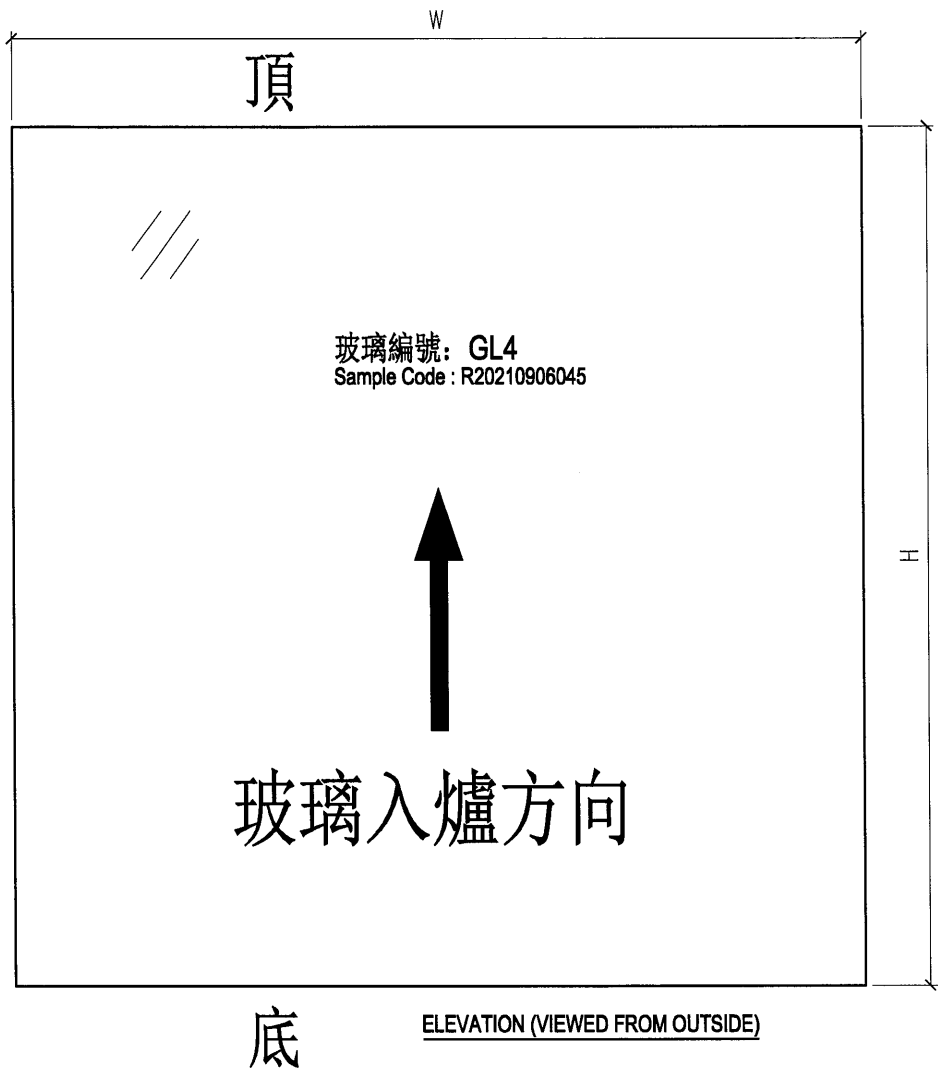 W
頂
玻璃編號： GL4
Sample Code : R20210906045
H
玻璃入爐方向
底
ELEVATION (VIEWED FROM OUTSIDE)